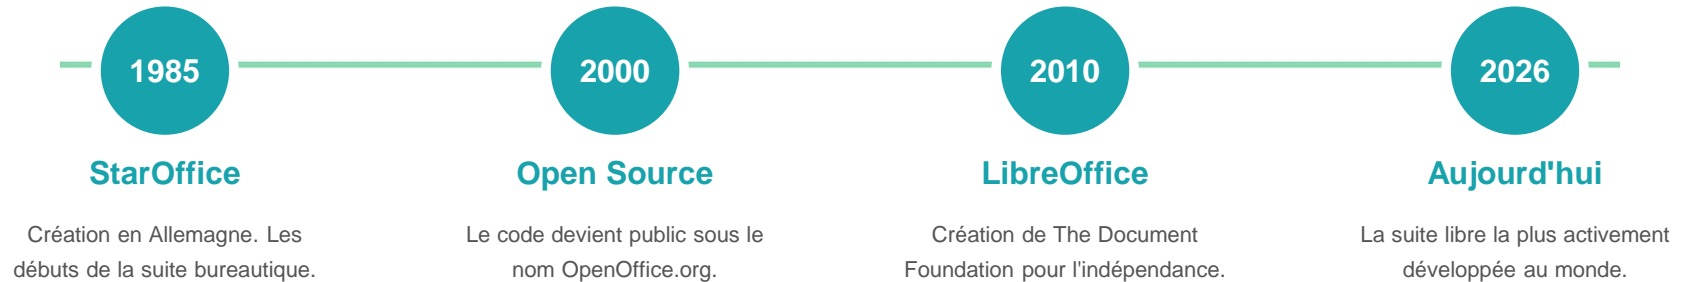 1985
StarOffice
Création en Allemagne. Les
débuts de la suite bureautique.
2000
Open Source
Le code devient public sous le
nom OpenOffice.org.
2010
LibreOffice
Création de The Document
Foundation pour l'indépendance.
2026
Aujourd'hui
La suite libre la plus activement
développée au monde.